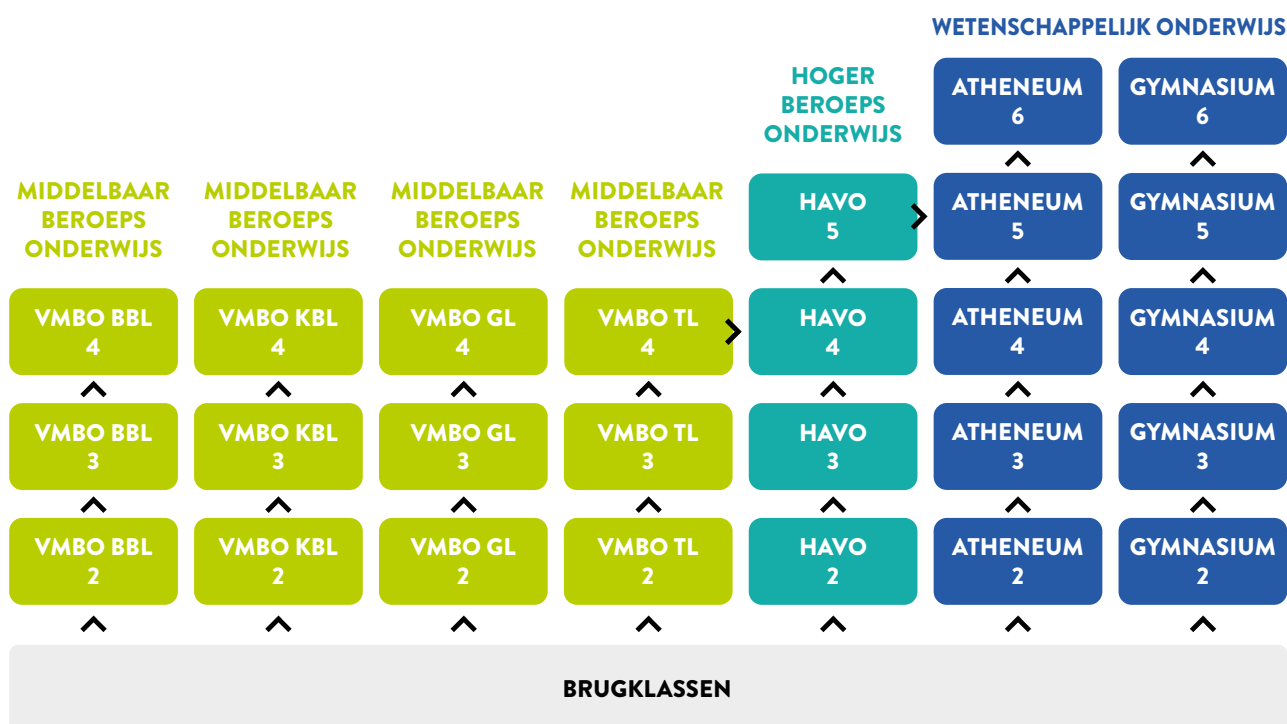 WETENSCHAPPELIJK ONDERWIJS
HOGER
BEROEPS
ONDERWIJS
ATHENEUM
6
GYMNASIUM
6
MIDDELBAAR
BEROEPS
ONDERWIJS
MIDDELBAAR
BEROEPS
ONDERWIJS
MIDDELBAAR
BEROEPS
ONDERWIJS
MIDDELBAAR
BEROEPS
ONDERWIJS
HAVO
5
ATHENEUM
5
GYMNASIUM
5
VMBO BBL
4
VMBO KBL
4
VMBO GL
4
VMBO TL
4
HAVO
4
ATHENEUM
4
GYMNASIUM
4
VMBO BBL
3
VMBO KBL
3
VMBO GL
3
VMBO TL
3
HAVO
3
ATHENEUM
3
GYMNASIUM
3
VMBO BBL
2
VMBO KBL
2
VMBO GL
2
VMBO TL
2
HAVO
2
ATHENEUM
2
GYMNASIUM
2
BRUGKLASSEN